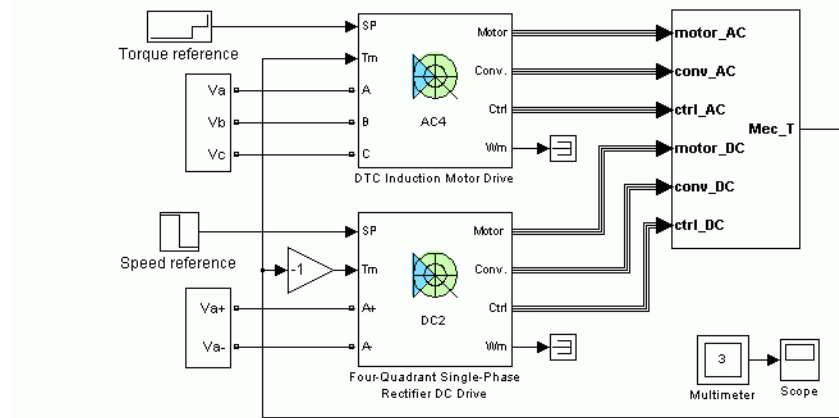 SP
Motor
motor_AC
Torque reference
Tm
Conv.
conv_AC
Va
A
Ctrl
ctrl_AC
Vb
B
AC4
Mec_T
Vc
C
Wm
motor_DC
DTC Induction Motor Drive
conv_DC
SP
Motor
ctrl_DC
Speed reference
-1
Tm
Conv.
Va+
A+
Ctrl
DC2
Va-
A-
Wm
3
Four-Quadrant Single-Phase
Rectifier DC Drive
Multimeter
Scope